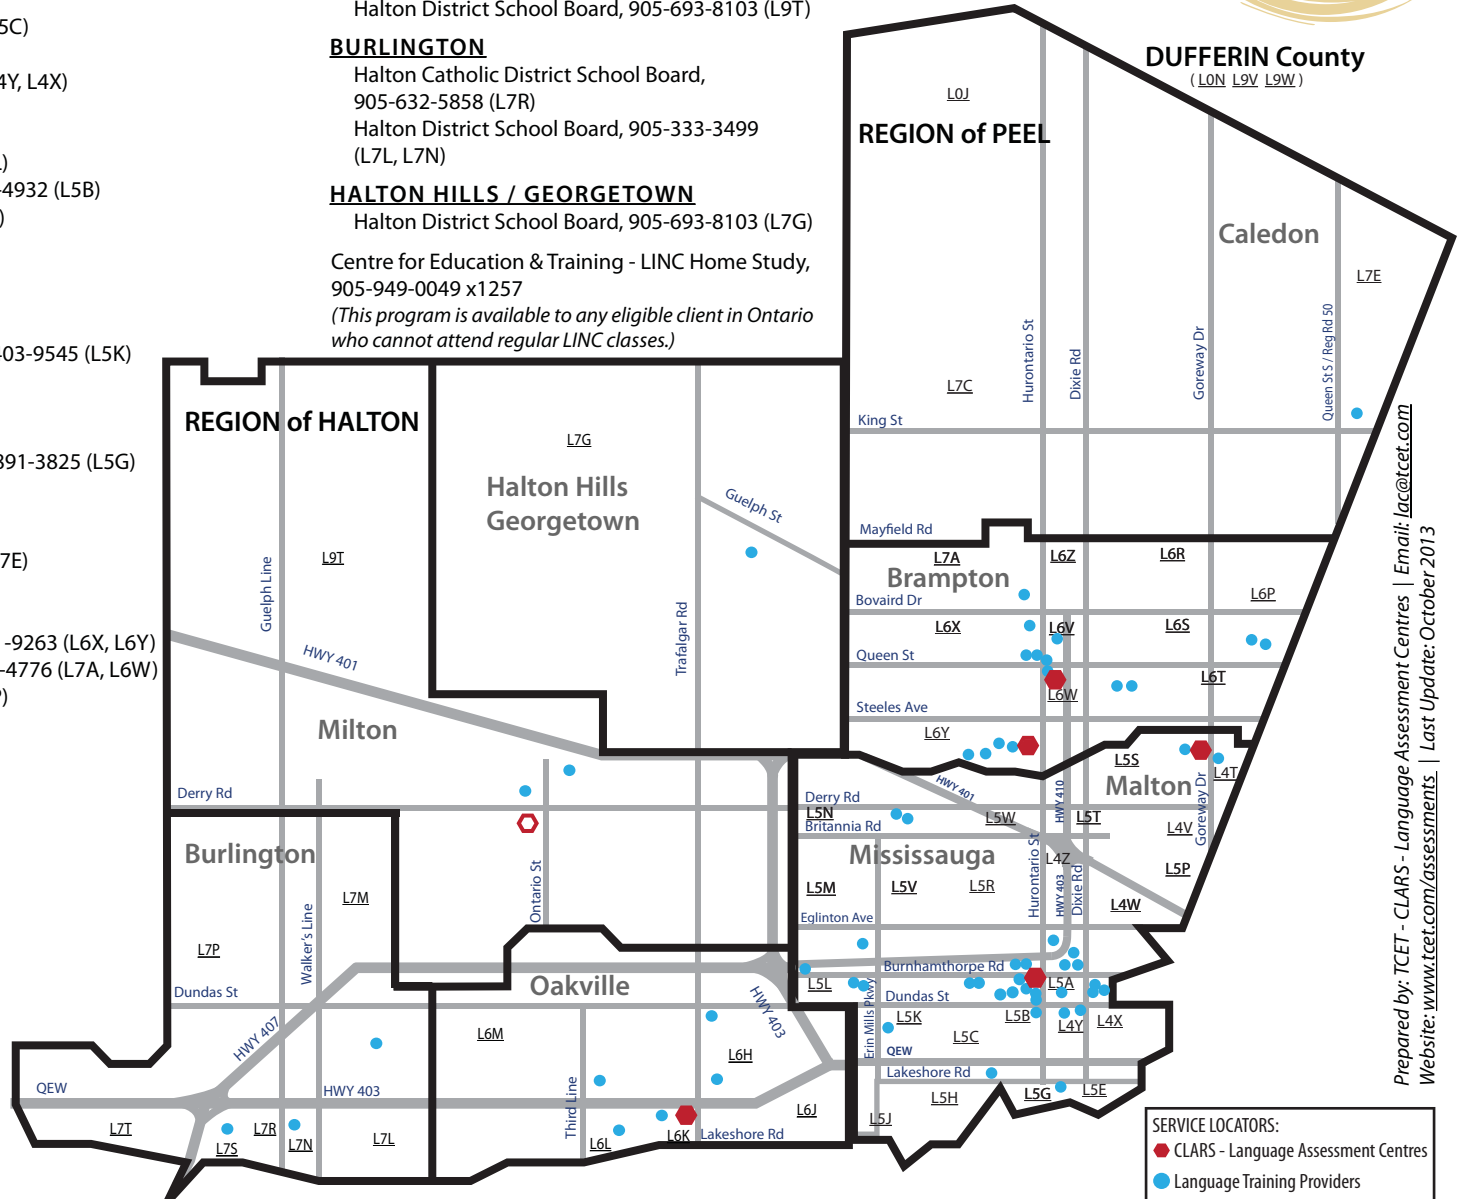 5C)
4Y, L4X)
)
-4932 (L5B)
)
403-9545 (L5K)
891-3825 (L5G)
7E)
-9263 (L6X, L6Y)
-4776 (L7A, L6W)
)
Halton District School Board, 905-693-8103 (L9T)
BURLINGTON
Halton Catholic District School Board,
905-632-5858 (L7R)
Halton District School Board, 905-333-3499
(L7L, L7N)
HALTON HILLS / GEORGETOWN
Halton District School Board, 905-693-8103 (L7G)
Centre for Education & Training - LINC Home Study,
905-949-0049 x1257
(This program is available to any eligible client in Ontario
who cannot attend regular LINC classes.)
DUFFERIN County
( L0N L9V L9W )
L0J
REGION of PEEL
Caledon
L7E
Hurontario St
Dixie Rd
Goreway Dr
Queen St S / Reg Rd 50
L7C
King St
Mayfield Rd
L7A
L6Z
L6R
Brampton
L6P
Bovaird Dr
L6X
L6V
L6S
Queen St
L6T
L6W
Steeles Ave
L6Y
REGION of HALTON
L7G
Halton Hills
Georgetown
Guelph St
L9T
Guelph Line
Trafalgar Rd
HWY 401
Milton
Derry Rd
Ontario St
Burlington
L7M
Walker's Line
L7P
Dundas St
HWY 407
QEW
HWY 403
L7T
L7S
L7R
L7N
L7L
Oakville
L6M
HWY 403
L6H
Third Line
L6J
L6L
L6K
Lakeshore Rd
L5S
Malton
L4T
HWY 401
HWY 410
Derry Rd
L5N
L5W
L5T
Goreway Dr
L4V
Britannia Rd
Mississauga
L4Z
L5P
L5M
L5V
L5R
Hurontario St
HWY 403
Dixie Rd
L4W
Eglinton Ave
Burnhamthorpe Rd
L5L
L5A
Dundas St
Erin Mills Pkwy
L5K
L5B
L4Y
L4X
L5C
QEW
Lakeshore Rd
L5H
L5G
L5E
L5J
Prepared by: TCET - CLARS - Language Assessment Centres | Email: lac@tcet.com
Website: www.tcet.com/assessments | Last Update: October 2013
SERVICE LOCATORS:
CLARS - Language Assessment Centres
Language Training Providers